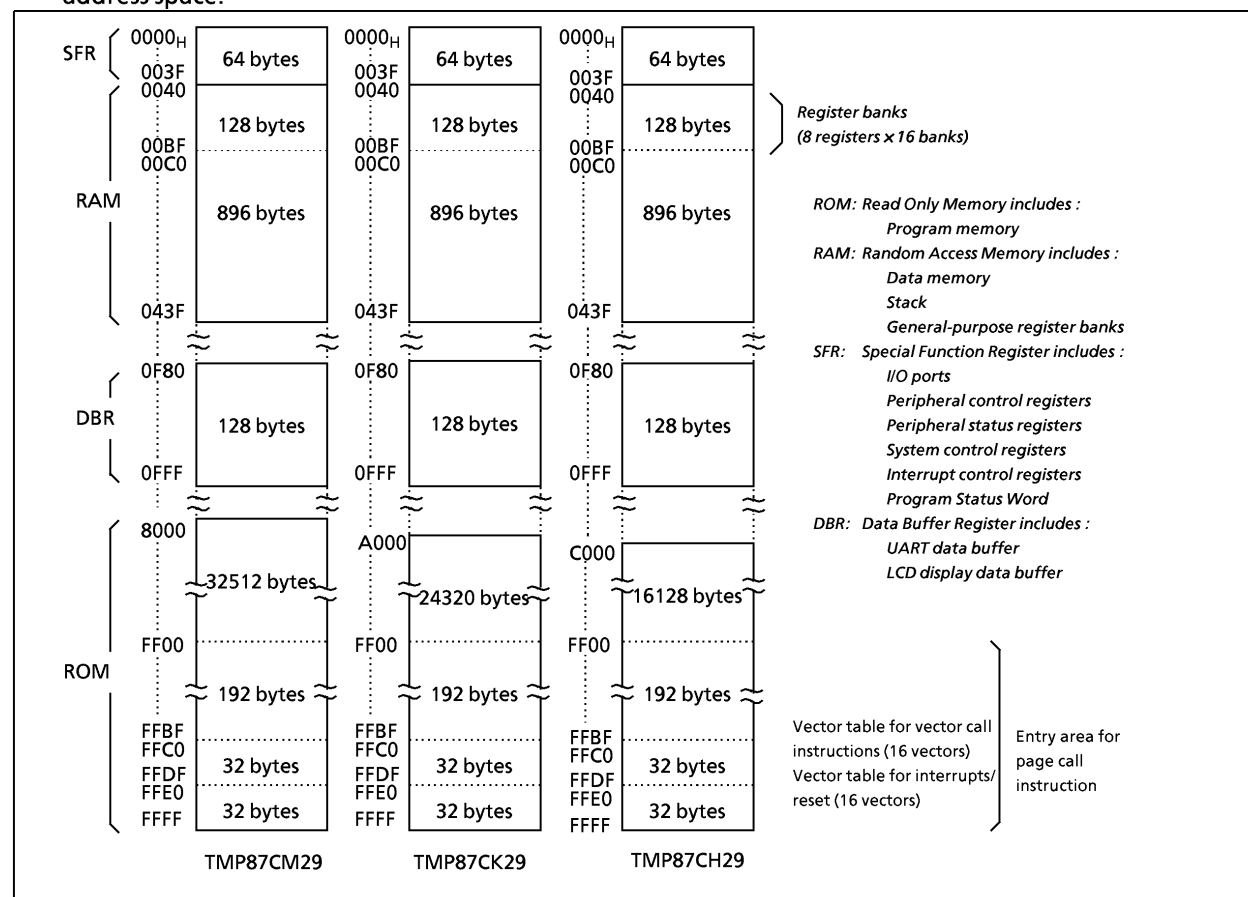 address space.
SFR
0000H
003F
64 bytes
0000H
003F
64 bytes
0000H
003F
64 bytes
RAM
0040
00BF
128 bytes
0040
00BF
128 bytes
0040
00BF
128 bytes
Register banks
(8 registers × 16 banks)
00C0
043F
896 bytes
00C0
043F
896 bytes
00C0
043F
896 bytes
DBR
0F80
0FFF
128 bytes
0F80
0FFF
128 bytes
0F80
0FFF
128 bytes
ROM
8000
32512 bytes
A000
24320 bytes
C000
16128 bytes
FF00
FFBF
192 bytes
FF00
FFBF
192 bytes
FF00
FFBF
192 bytes
FFC0
FFDF
32 bytes
FFC0
FFDF
32 bytes
FFC0
FFDF
32 bytes
FFE0
FFFF
32 bytes
FFE0
FFFF
32 bytes
FFE0
FFFF
32 bytes
TMP87CM29
TMP87CK29
TMP87CH29
ROM: Read Only Memory includes :
Program memory
RAM: Random Access Memory includes :
Data memory
Stack
General-purpose register banks
SFR: Special Function Register includes :
I/O ports
Peripheral control registers
Peripheral status registers
System control registers
Interrupt control registers
Program Status Word
DBR: Data Buffer Register includes :
UART data buffer
LCD display data buffer
Vector table for vector call
instructions (16 vectors)
Vector table for interrupts/
reset (16 vectors)
Entry area for
page call
instruction